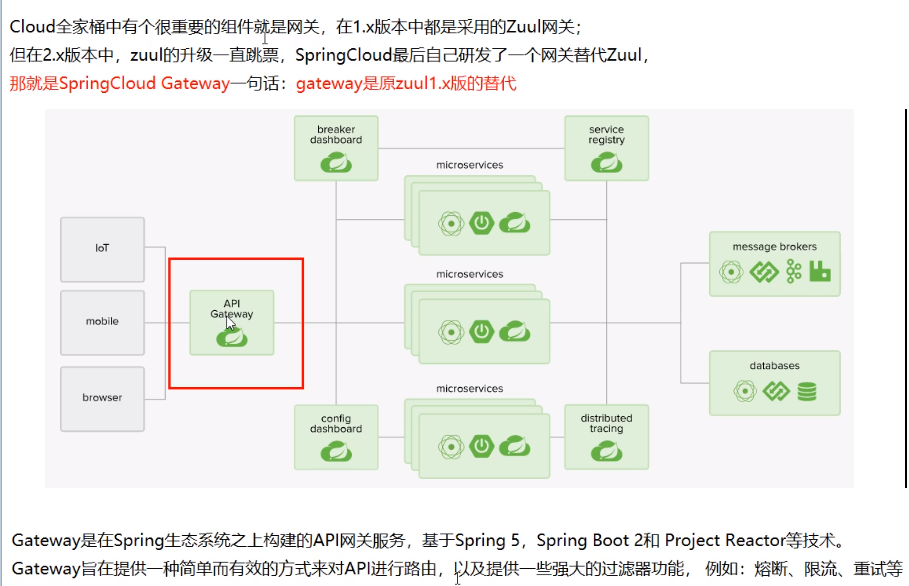 Cloud全家桶中有个很重要的组件就是网关，在1.x版本中都是采用的Zuul网关；
但在2.x版本中，zuul的升级一直跳票，SpringCloud最后自己研发了一个网关替代Zuul，
那就是SpringCloud Gateway一句话：gateway是原zuul1.x版的替代
breaker
dashboard
service
registry
microservices
IoT
mobile
browser
API
Gateway
microservices
message brokers
databases
microservices
config
dashboard
distributed
tracing
Gateway是在Spring生态系统之上构建的API网关服务，基于Spring 5，Spring Boot 2和 Project Reactor等技术。
Gateway旨在提供一种简单而有效的方式来对API进行路由，以及提供一些强大的过滤器功能， 例如：熔断、限流、重试等